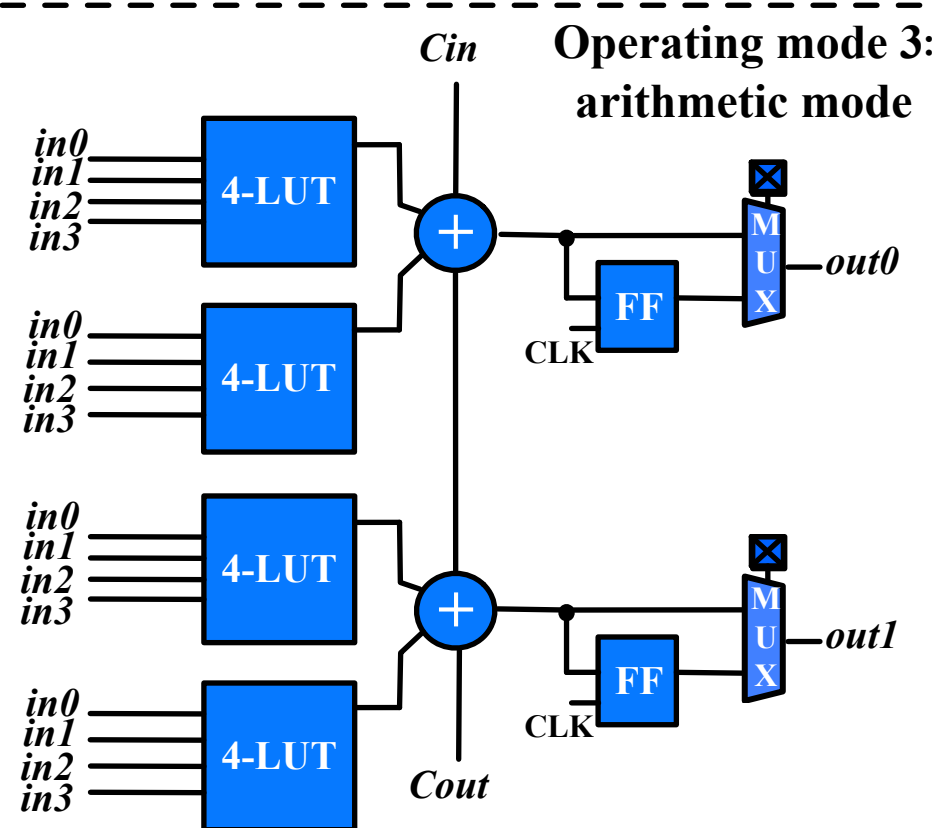 Cin
Operating mode 3:
arithmetic mode
in0
in1
in2
in3
4-LUT
+
M
U
X
out0
FF
CLK
in0
in1
in2
in3
4-LUT
in0
in1
in2
in3
4-LUT
+
M
U
X
out1
FF
CLK
in0
in1
in2
in3
4-LUT
Cout